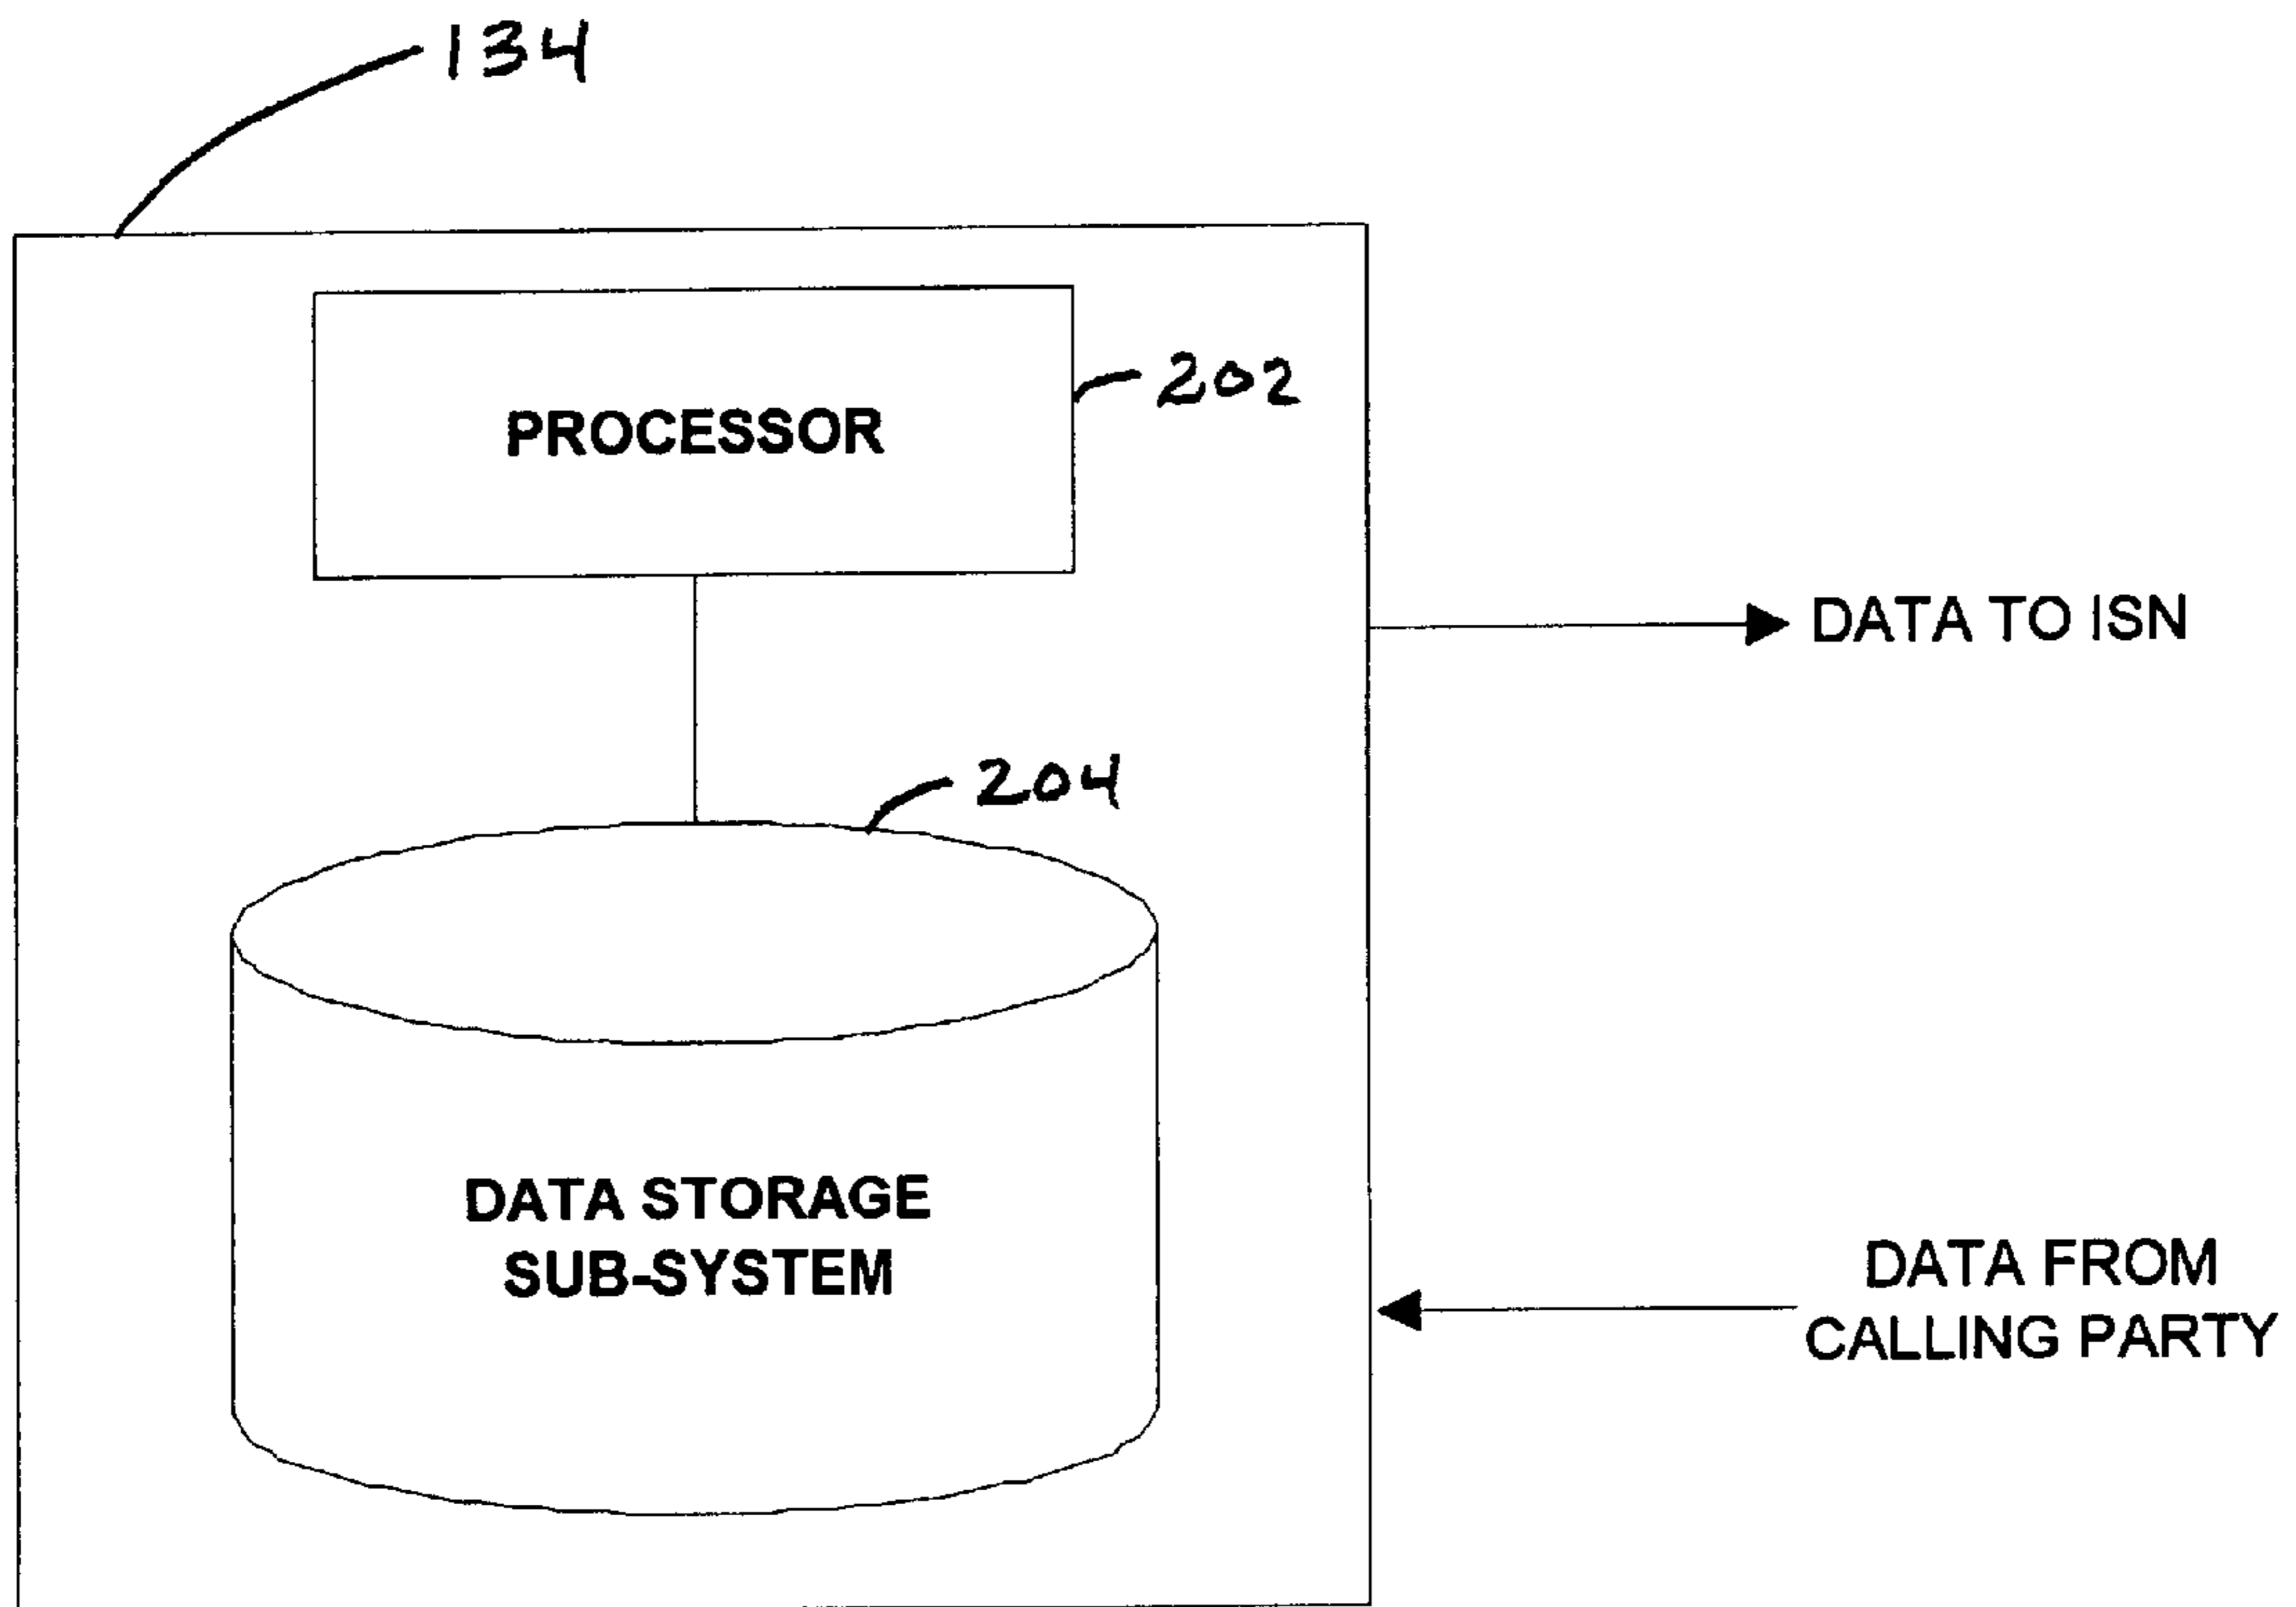 134
PROCESSOR
202
DATA TO ISN
204
DATA STORAGE
SUB-SYSTEM
DATA FROM
CALLING PARTY